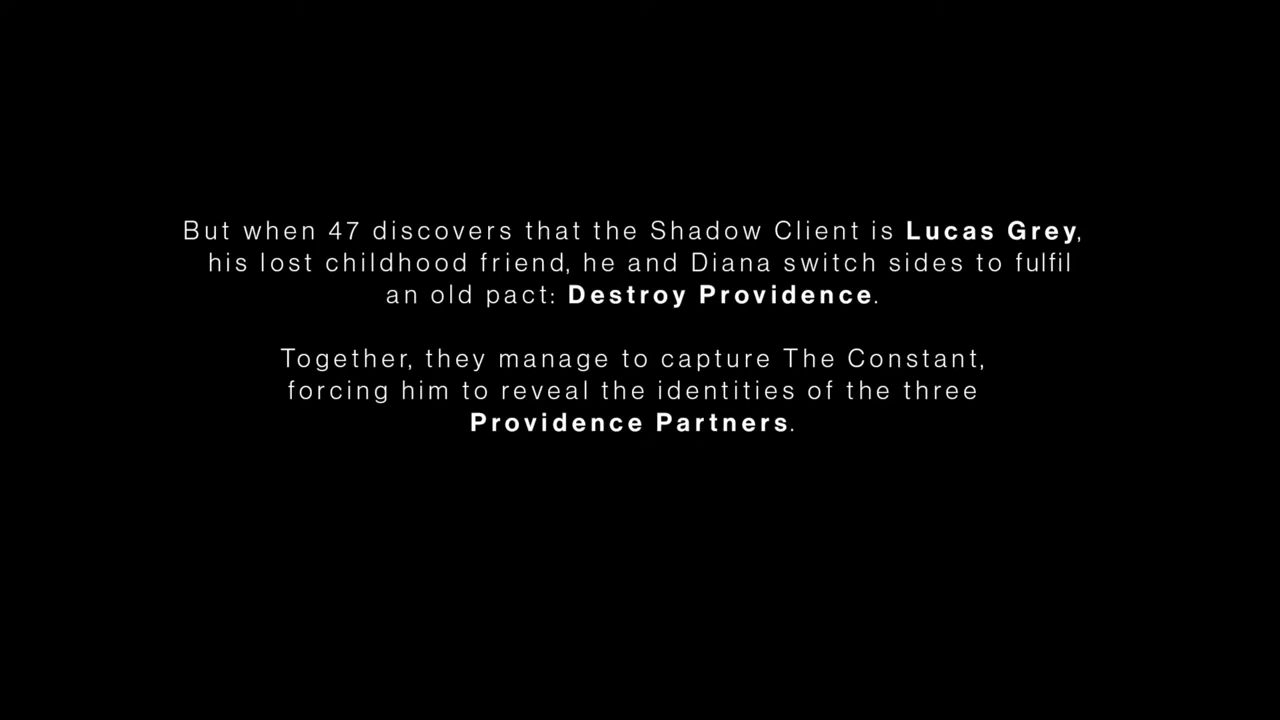 But when 47 discovers that the Shadow Client is Lucas Grey,
his lost childhood friend, he and Diana switch sides to fulfil
an old pact: Destroy Providence.
Together, they manage to capture The Constant,
forcing him to reveal the identities of the three
Providence Partners.